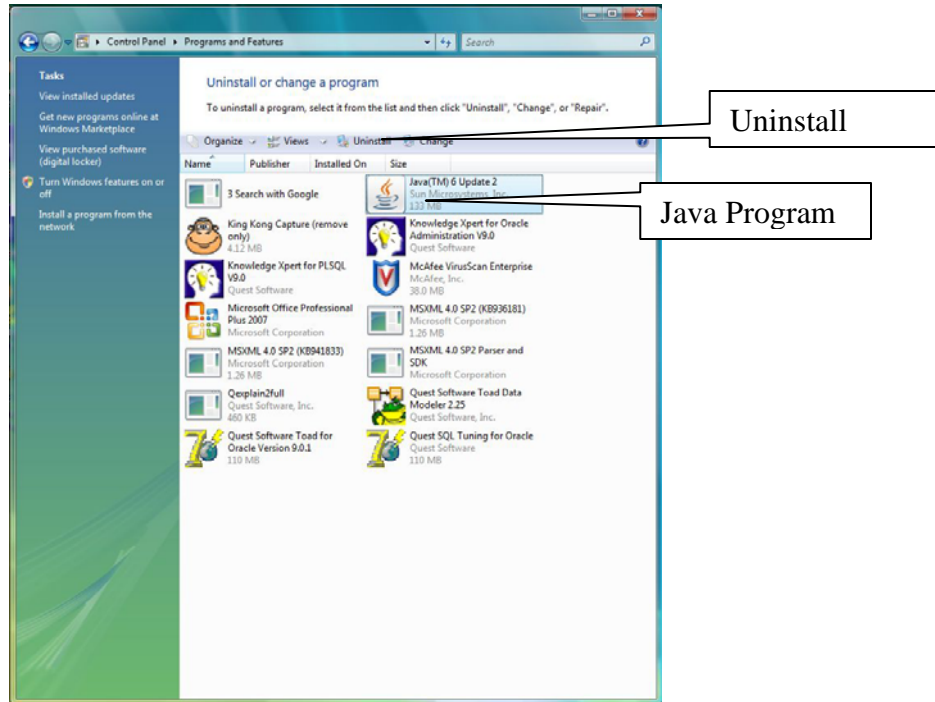 Control Panel
Programs and Features
Search
Tasks
View installed updates
Get new programs online at
Windows Marketplace
View purchased software
(digital locker)
Turn Windows features on or
off
Install a program from the
network
Uninstall or change a program
To uninstall a program, select it from the list and then click "Uninstall", "Change", or "Repair".
Organize
Views
Uninstall
Change
Name
Publisher
Installed On
Size
3 Search with Google
Java(TM) 6 Update 2
Sun Microsystems, Inc.
133 MB
King Kong Capture (remove
only)
4.12 MB
Knowledge Xpert for Oracle
Administration V9.0
Quest Software
Knowledge Xpert for PLSQL
V9.0
Quest Software
McAfee VirusScan Enterprise
McAfee, Inc.
38.0 MB
Microsoft Office Professional
Plus 2007
Microsoft Corporation
MSXML 4.0 SP2 (KB936181)
Microsoft Corporation
1.26 MB
MSXML 4.0 SP2 (KB941833)
Microsoft Corporation
1.26 MB
MSXML 4.0 SP2 Parser and
SDK
Microsoft Corporation
Qexplain2full
Quest Software, Inc.
460 KB
Quest Software Toad Data
Modeler 2.25
Quest Software, Inc.
Quest Software Toad for
Oracle Version 9.0.1
110 MB
Quest SQL Tuning for Oracle
Quest Software
110 MB
Uninstall
Java Program